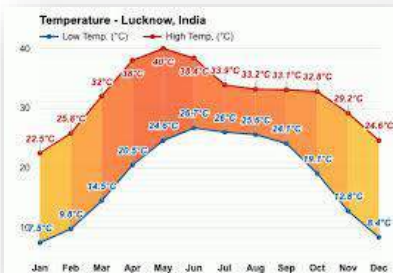 Temperature - Lucknow, India
Low Temp. (°C) High Temp. (°C)
40
30
20
10
22.5°C
25.8°C
32°C
38°C
40°C
38.4°C
33.9°C
33.2°C
33.1°C
32.8°C
29.2°C
24.6°C
7.5°C
9.8°C
14.5°C
20.5°C
24.6°C
26.7°C
26°C
25.6°C
24.1°C
19.1°C
12.8°C
8.4°C
Jan Feb Mar Apr May Jun Jul Aug Sep Oct Nov Dec